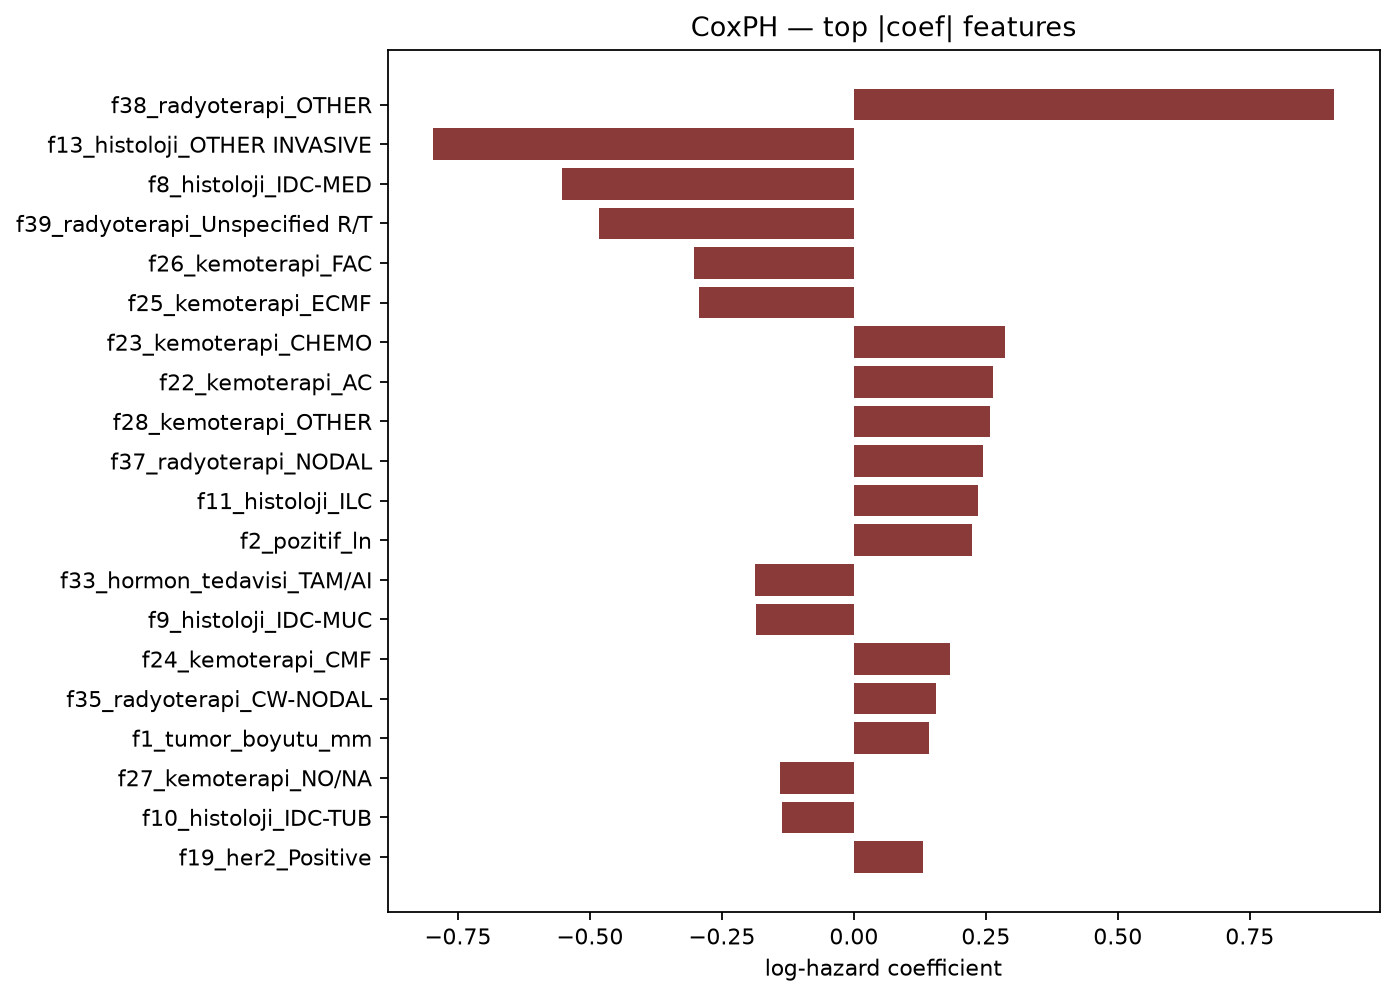 CoxPH — top |coef| features
f38_radyoterapi_OTHER
f13_histoloji_OTHER INVASIVE
f8_histoloji_IDC-MED
f39_radyoterapi_Unspecified R/T
f26_kemoterapi_FAC
f25_kemoterapi_ECMF
f23_kemoterapi_CHEMO
f22_kemoterapi_AC
f28_kemoterapi_OTHER
f37_radyoterapi_NODAL
f11_histoloji_ILC
f2_pozitif_ln
f33_hormon_tedavisi_TAM/AI
f9_histoloji_IDC-MUC
f24_kemoterapi_CMF
f35_radyoterapi_CW-NODAL
f1_tumor_boyutu_mm
f27_kemoterapi_NO/NA
f10_histoloji_IDC-TUB
f19_her2_Positive
−0.75 −0.50 −0.25 0.00 0.25 0.50 0.75
log-hazard coefficient